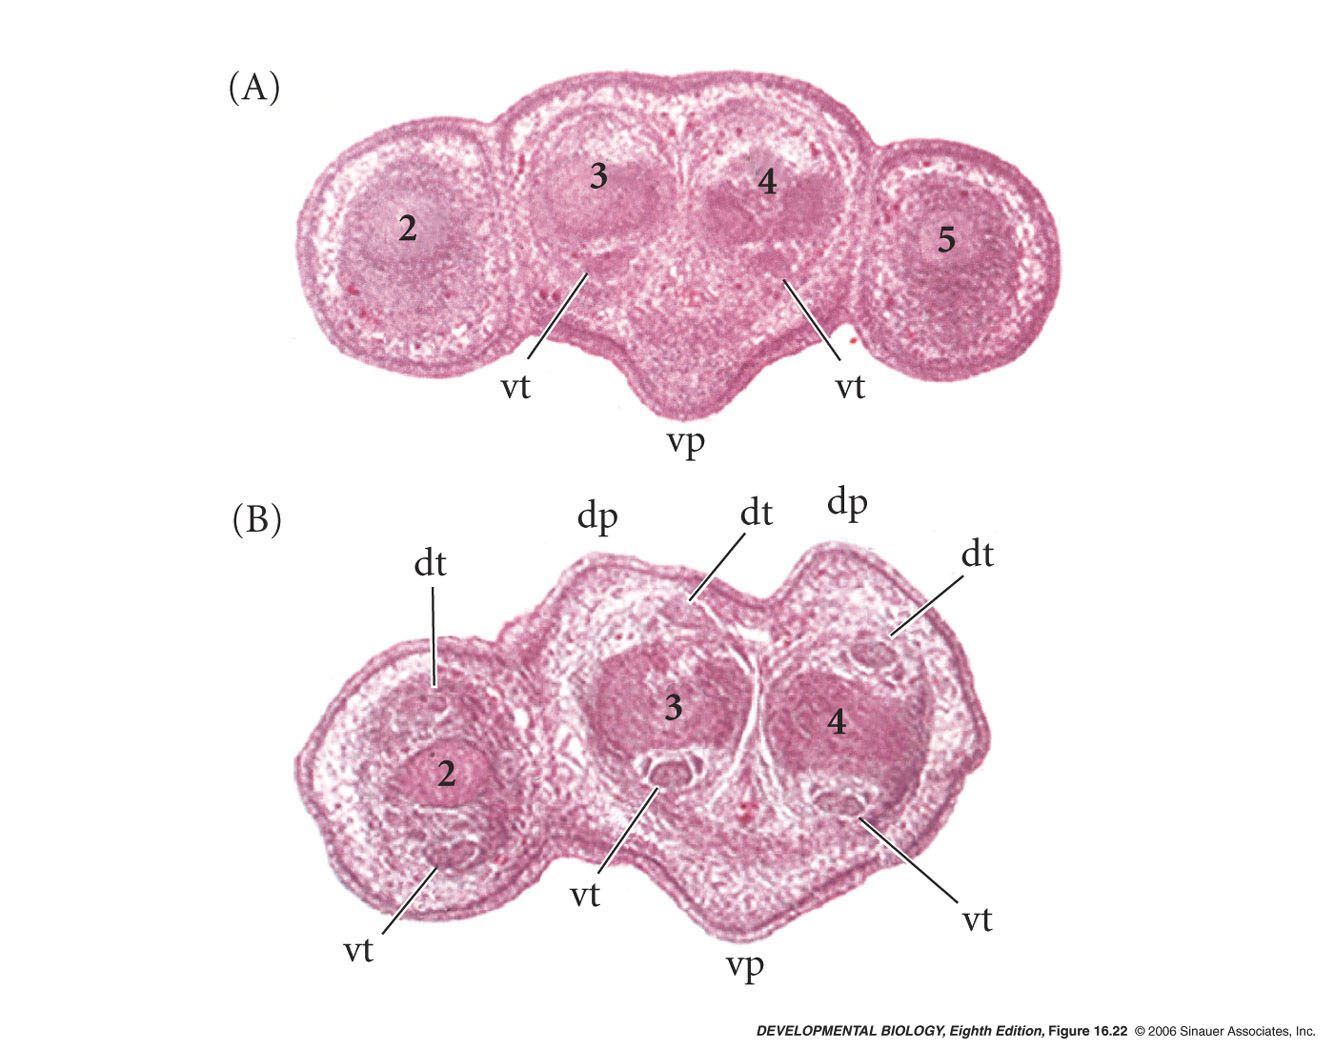 (A)
2
3
4
5
vt
vt
vp
(B)
dp
dt
dp
dt
dt
3
4
2
vt
vt
vt
vp
DEVELOPMENTAL BIOLOGY, Eighth Edition, Figure 16.22 © 2006 Sinauer Associates, Inc.